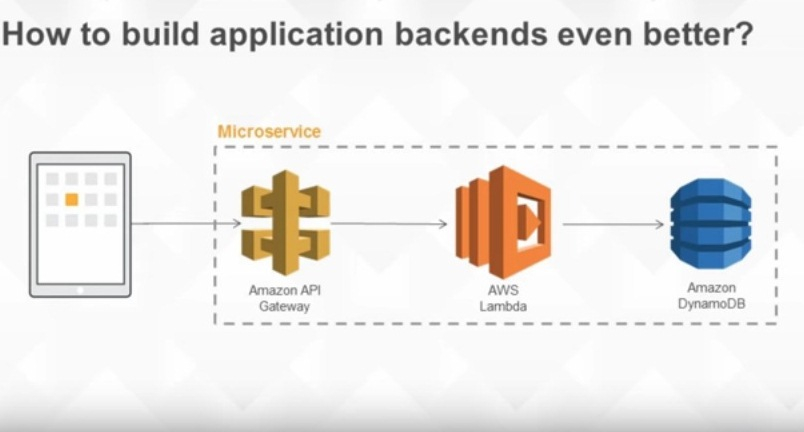 How to build application backends even better?
Microservice
Amazon API
Gateway
AWS
Lambda
Amazon
DynamoDB